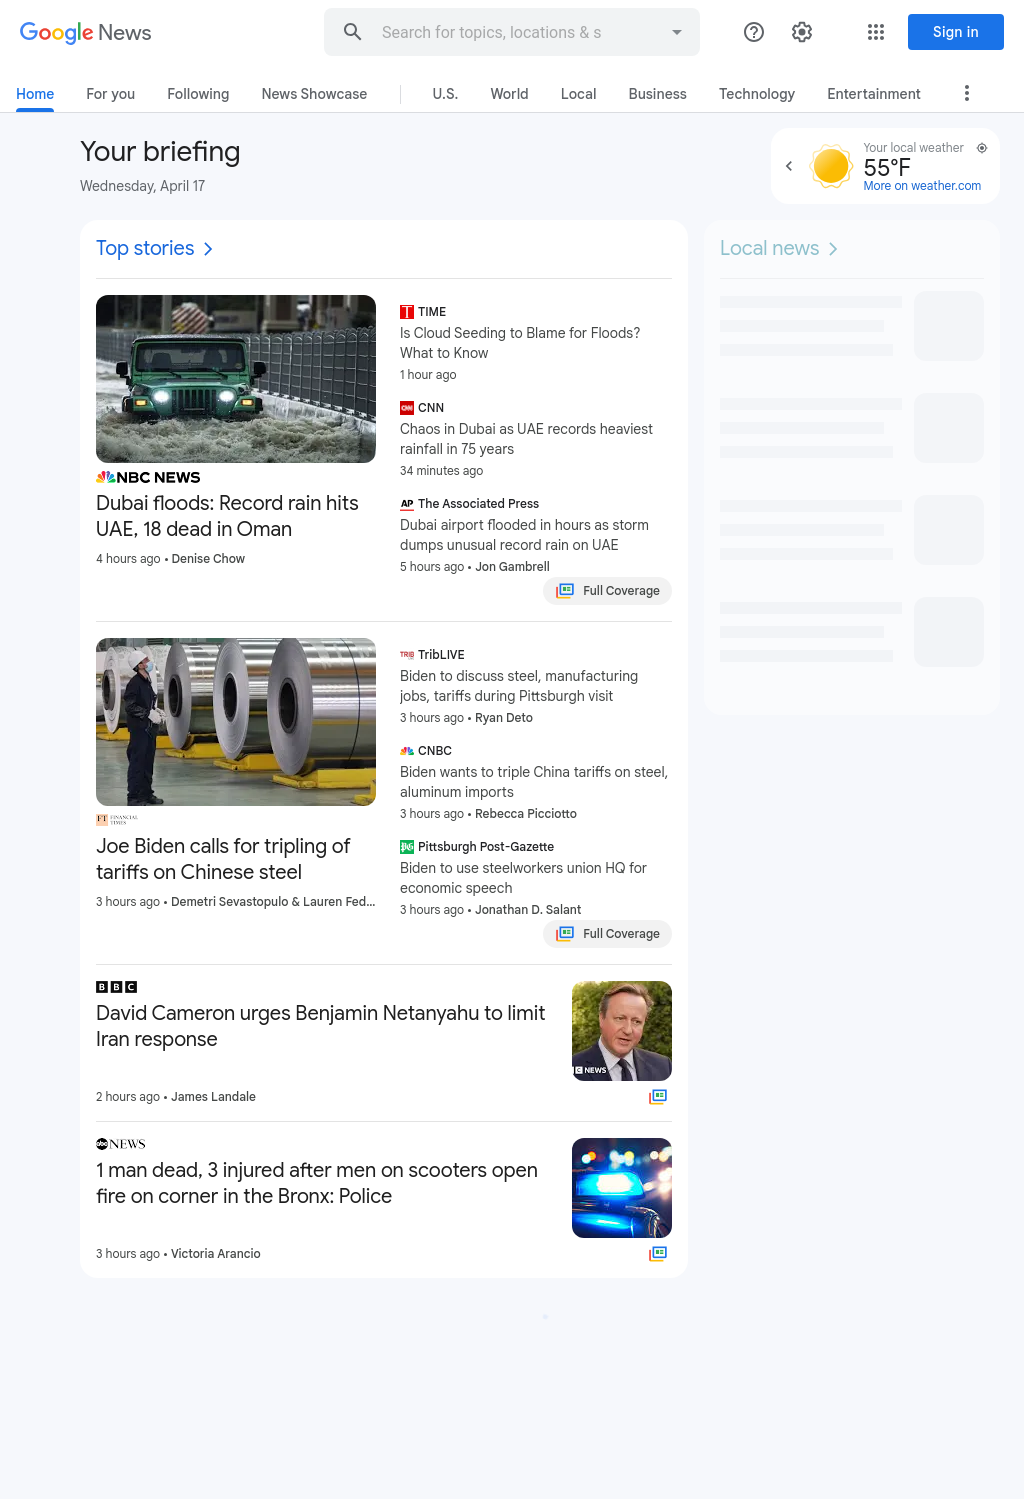 Google News
Search for topics, locations & s
Sign in
Home
For you
Following
News Showcase
U.S.
World
Local
Business
Technology
Entertainment
Your briefing
Wednesday, April 17
Your local weather
55°F
More on weather.com
Top stories
NBC NEWS
Dubai floods: Record rain hits
UAE, 18 dead in Oman
4 hours ago • Denise Chow
TIME
Is Cloud Seeding to Blame for Floods?
What to Know
1 hour ago
CNN
Chaos in Dubai as UAE records heaviest
rainfall in 75 years
34 minutes ago
AP The Associated Press
Dubai airport flooded in hours as storm
dumps unusual record rain on UAE
5 hours ago • Jon Gambrell
Full Coverage
FT FINANCIAL
TIMES
Joe Biden calls for tripling of
tariffs on Chinese steel
3 hours ago • Demetri Sevastopulo & Lauren Fed...
TRIB TribLIVE
Biden to discuss steel, manufacturing
jobs, tariffs during Pittsburgh visit
3 hours ago • Ryan Deto
CNBC
Biden wants to triple China tariffs on steel,
aluminum imports
3 hours ago • Rebecca Picciotto
PG Pittsburgh Post-Gazette
Biden to use steelworkers union HQ for
economic speech
3 hours ago • Jonathan D. Salant
Full Coverage
BBC
David Cameron urges Benjamin Netanyahu to limit
Iran response
C NEWS
2 hours ago • James Landale
abc NEWS
1 man dead, 3 injured after men on scooters open
fire on corner in the Bronx: Police
3 hours ago • Victoria Arancio
Local news